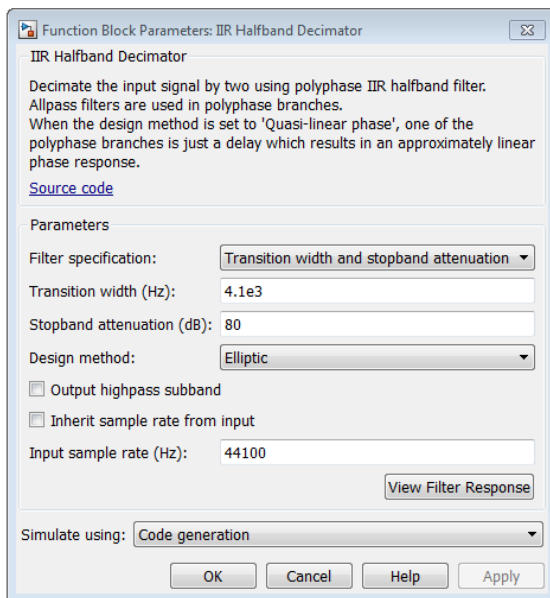 Function Block Parameters: IIR Halfband Decimator
IIR Halfband Decimator
Decimate the input signal by two using polyphase IIR halfband filter.
Allpass filters are used in polyphase branches.
When the design method is set to 'Quasi-linear phase', one of the
polyphase branches is just a delay which results in an approximately linear
phase response.
Source code
Parameters
Filter specification: Transition width and stopband attenuation
Transition width (Hz): 4.1e3
Stopband attenuation (dB): 80
Design method: Elliptic
Output highpass subband
Inherit sample rate from input
Input sample rate (Hz): 44100
View Filter Response
Simulate using: Code generation
OK Cancel Help Apply